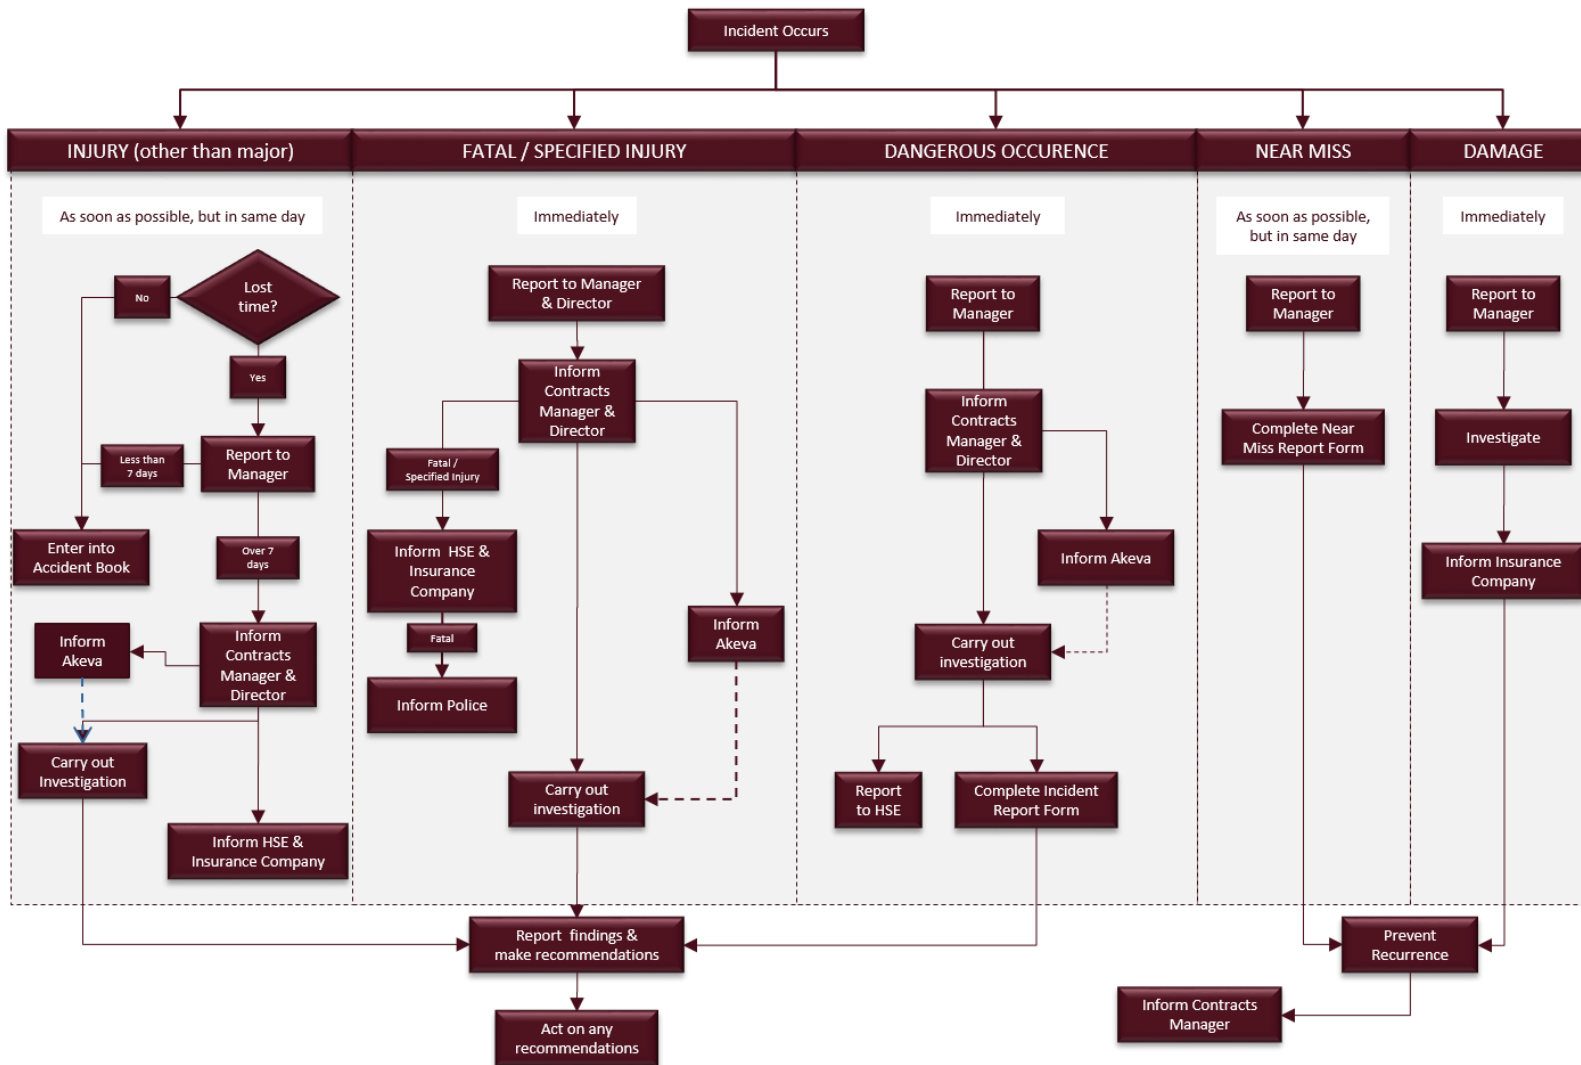 Incident Occurs
INJURY (other than major)
FATAL / SPECIFIED INJURY
DANGEROUS OCCURENCE
NEAR MISS
DAMAGE
As soon as possible, but in same day
Immediately
Immediately
As soon as possible,
but in same day
Immediately
Lost
time?
No
Yes
Report to
Manager
Less than
7 days
Over 7
days
Enter into
Accident Book
Inform
Contracts
Manager &
Director
Inform
Akeva
Carry out
Investigation
Inform HSE &
Insurance Company
Report to Manager
& Director
Inform
Contracts
Manager &
Director
Fatal /
Specified Injury
Inform HSE &
Insurance
Company
Fatal
Inform Police
Inform
Akeva
Carry out
investigation
Report to
Manager
Inform
Contracts
Manager &
Director
Inform Akeva
Carry out
investigation
Report
to HSE
Complete Incident
Report Form
Report to
Manager
Complete Near
Miss Report Form
Report to
Manager
Investigate
Inform Insurance
Company
Report findings &
make recommendations
Act on any
recommendations
Prevent
Recurrence
Inform Contracts
Manager